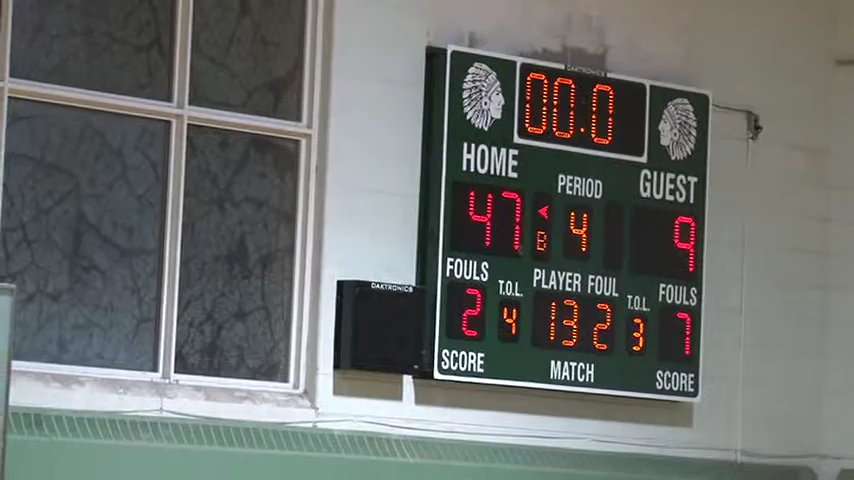 DAKTRONICS
00.0
HOME GUEST
PERIOD
47 < 4 9
B
FOULS PLAYER FOUL FOULS
T.O.L. T.O.L.
2 4 13 2 3 7
SCORE MATCH SCORE
DAKTRONICS